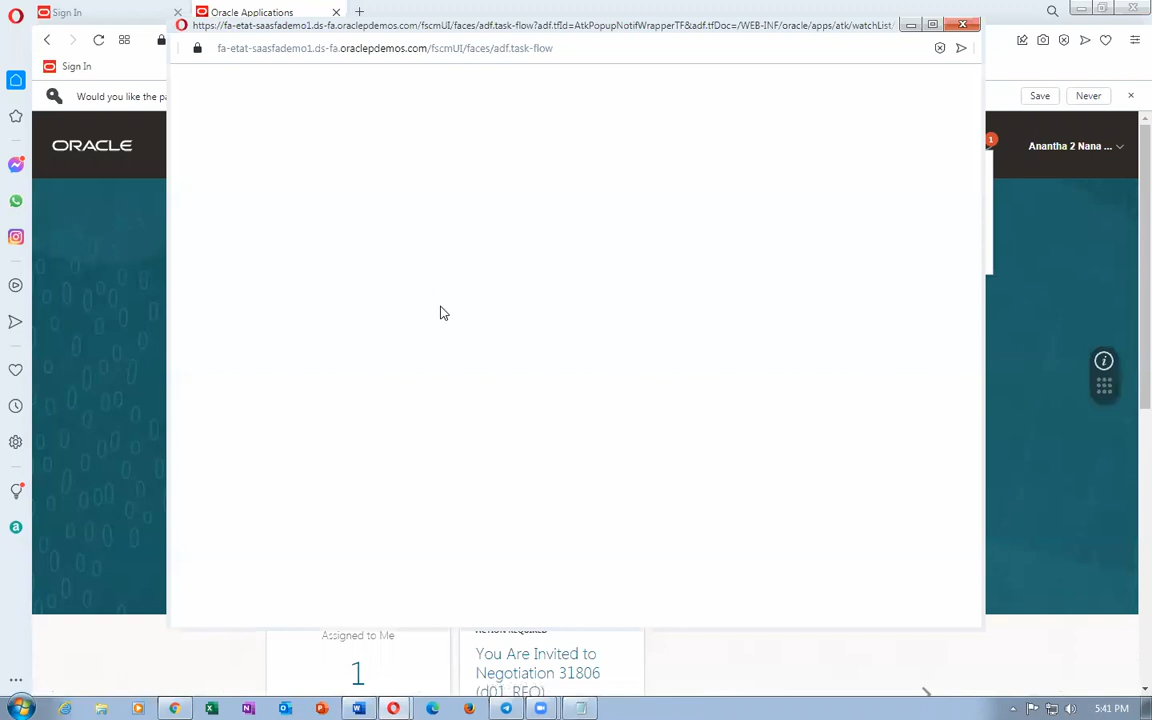 Sign In
Oracle Applications
https://fa-etat-saasfademo1.ds-fa.oraclepdemos.com/fscmUI/faces/adf.task-flow?adf.tfId=AtkPopupNotifWrapperTF&adf.tfDoc=/WEB-INF/oracle/apps/atk/watchList/
fa-etat-saasfademo1.ds-fa.oraclepdemos.com/fscmUI/faces/adf.task-flow
Sign In
Would you like the pa
Save
Never
ORACLE
1
Anantha 2 Nana ...
Assigned to Me
1
ACTION REQUIRED
You Are Invited to
Negotiation 31806
(d01_RFQ)
5:41 PM